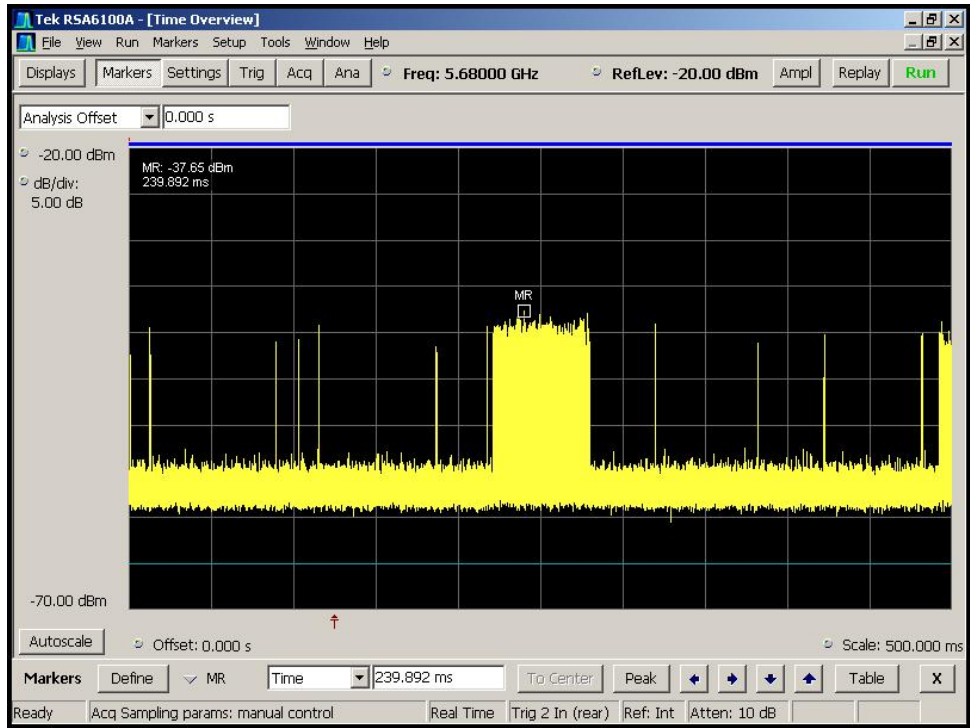 Tek RSA6100A - [Time Overview]
File View Run Markers Setup Tools Window Help
Displays Markers Settings Trig Acq Ana Freq: 5.68000 GHz RefLev: -20.00 dBm Ampl Replay Run
Analysis Offset 0.000 s
-20.00 dBm
dB/div:
5.00 dB
MR: -37.65 dBm
239.892 ms
MR
-70.00 dBm
Autoscale Offset: 0.000 s Scale: 500.000 ms
Markers Define MR Time 239.892 ms To Center Peak Table X
Ready Acq Sampling params: manual control Real Time Trig 2 In (rear) Ref: Int Atten: 10 dB